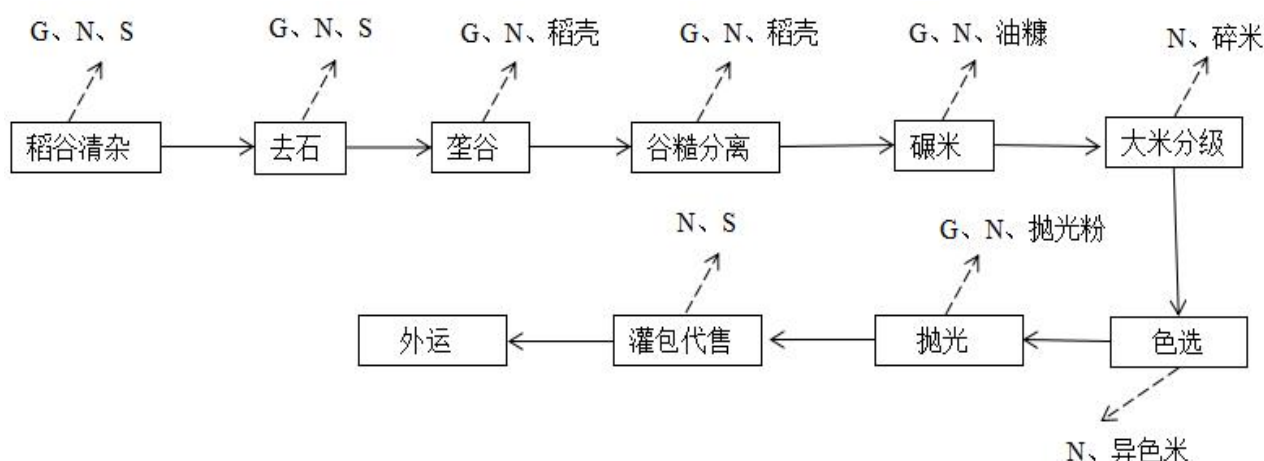 G、N、S
G、N、S
G、N、稻壳
G、N、稻壳
G、N、油糠
N、碎米
稻谷清杂
去石
砻谷
谷糙分离
碾米
大米分级
N、S
G、N、抛光粉
外运
灌包代售
抛光
色选
N、异色米